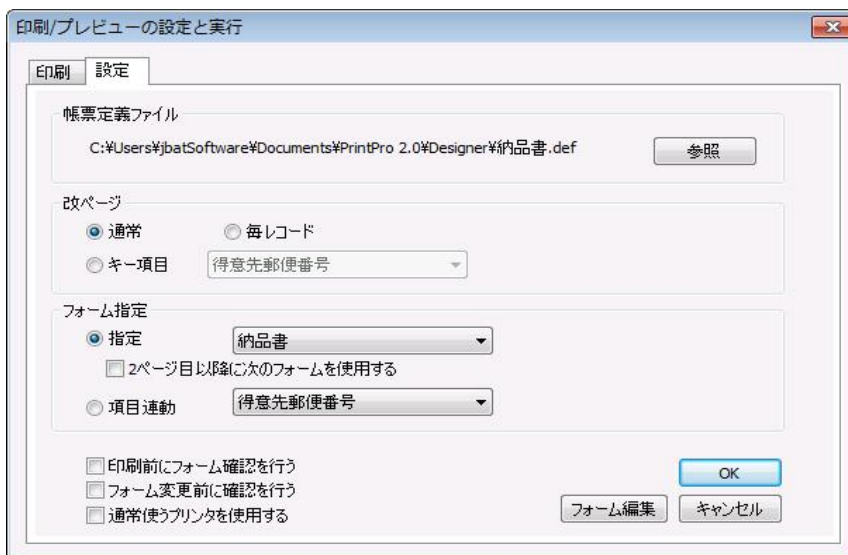 印刷/プレビューの設定と実行
印刷 設定
帳票定義ファイル
C:¥Users¥jbatSoftware¥Documents¥PrintPro 2.0¥Designer¥納品書.def 参照
改ページ
通常 毎レコード
キー項目 得意先郵便番号
フォーム指定
指定 納品書
2ページ目以降に次のフォームを使用する
項目連動 得意先郵便番号
印刷前にフォーム確認を行う
フォーム変更前に確認を行う
通常使うプリンタを使用する
OK
フォーム編集 キャンセル